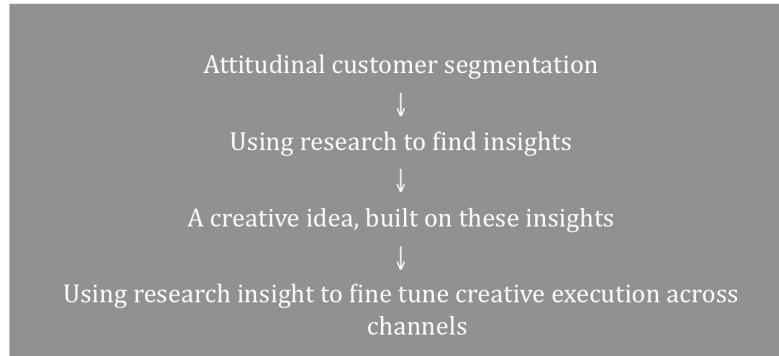 Attitudinal customer segmentation
↓
Using research to find insights
↓
A creative idea, built on these insights
↓
Using research insight to fine tune creative execution across
channels